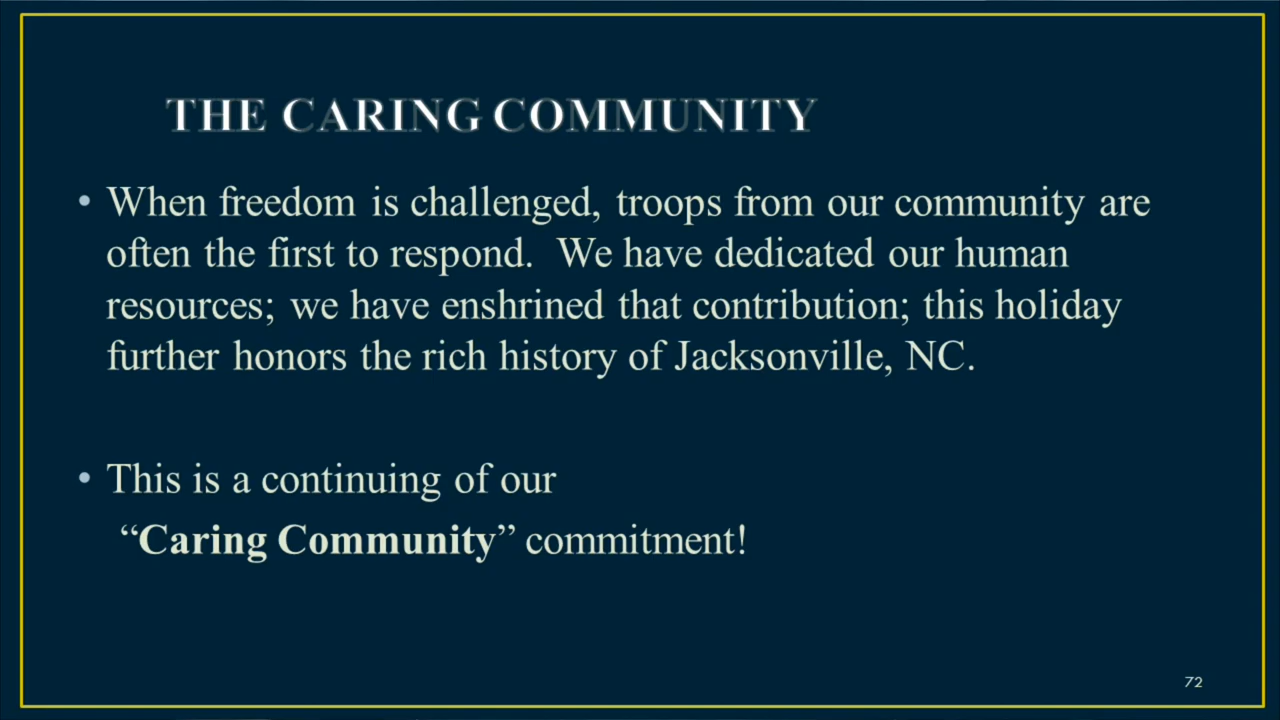 THE CARING COMMUNITY
• When freedom is challenged, troops from our community are
often the first to respond.  We have dedicated our human
resources; we have enshrined that contribution; this holiday
further honors the rich history of Jacksonville, NC.
• This is a continuing of our
“Caring Community” commitment!
72